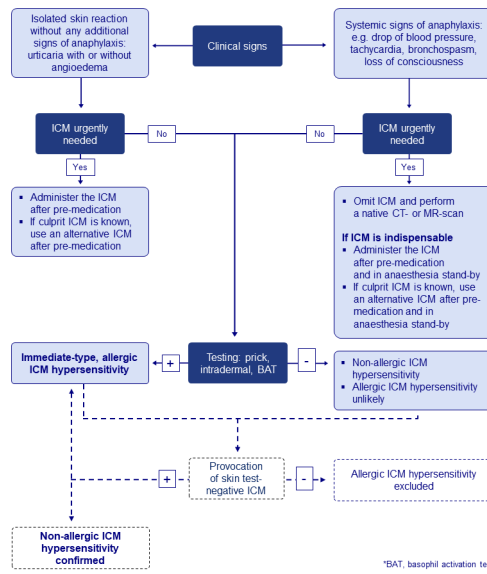 Isolated skin reaction
without any additional
signs of anaphylaxis:
urticaria with or without
angioedema
Clinical signs
Systemic signs of anaphylaxis:
e.g. drop of blood pressure,
tachycardia, bronchospasm,
loss of consciousness
ICM urgently
needed
No
No
ICM urgently
needed
Yes
Yes
▪ Administer the ICM
after pre-medication
▪ If culprit ICM is known,
use an alternative ICM
after pre-medication
▪ Omit ICM and perform
a native CT- or MR-scan
If ICM is indispensable
▪ Administer the ICM
after pre-medication
and in anaesthesia stand-by
▪ If culprit ICM is known, use
an alternative ICM after pre-
medication and in
anaesthesia stand-by
Immediate-type, allergic
ICM hypersensitivity
+
Testing: prick,
intradermal, BAT
-
▪ Non-allergic ICM
hypersensitivity
▪ Allergic ICM hypersensitivity
unlikely
+
Provocation
of skin test-
negative ICM
-
Allergic ICM hypersensitivity
excluded
Non-allergic ICM
hypersensitivity
confirmed
*BAT, basophil activation te